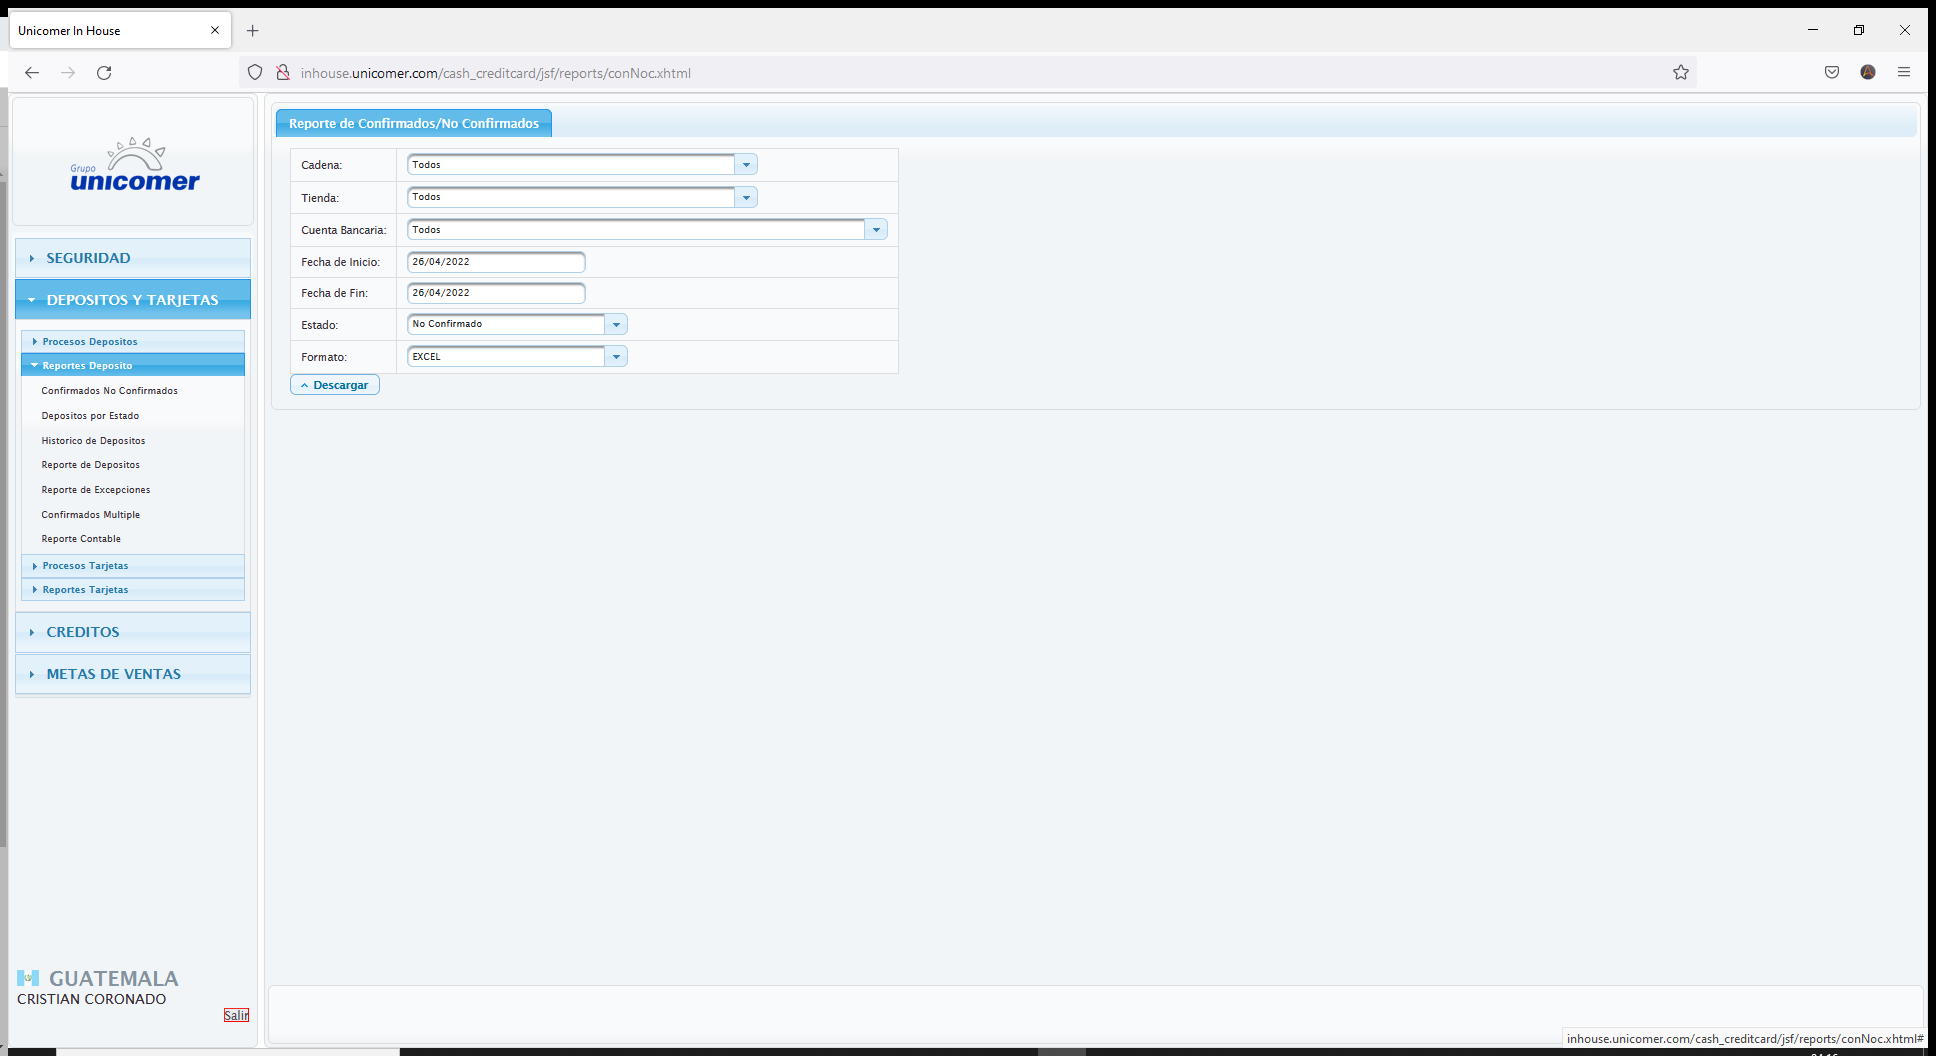 Unicomer In House
inhouse.unicomer.com/cash_creditcard/jsf/reports/conNoc.xhtml
Grupo
unicomer
SEGURIDAD
DEPOSITOS Y TARJETAS
Procesos Depositos
Reportes Deposito
Confirmados No Confirmados
Depositos por Estado
Historico de Depositos
Reporte de Depositos
Reporte de Excepciones
Confirmados Multiple
Reporte Contable
Procesos Tarjetas
Reportes Tarjetas
CREDITOS
METAS DE VENTAS
GUATEMALA
CRISTIAN CORONADO
Salir
Reporte de Confirmados/No Confirmados
Cadena: Todos
Tienda: Todos
Cuenta Bancaria: Todos
Fecha de Inicio: 26/04/2022
Fecha de Fin: 26/04/2022
Estado: No Confirmado
Formato: EXCEL
Descargar
inhouse.unicomer.com/cash_creditcard/jsf/reports/conNoc.xhtml#